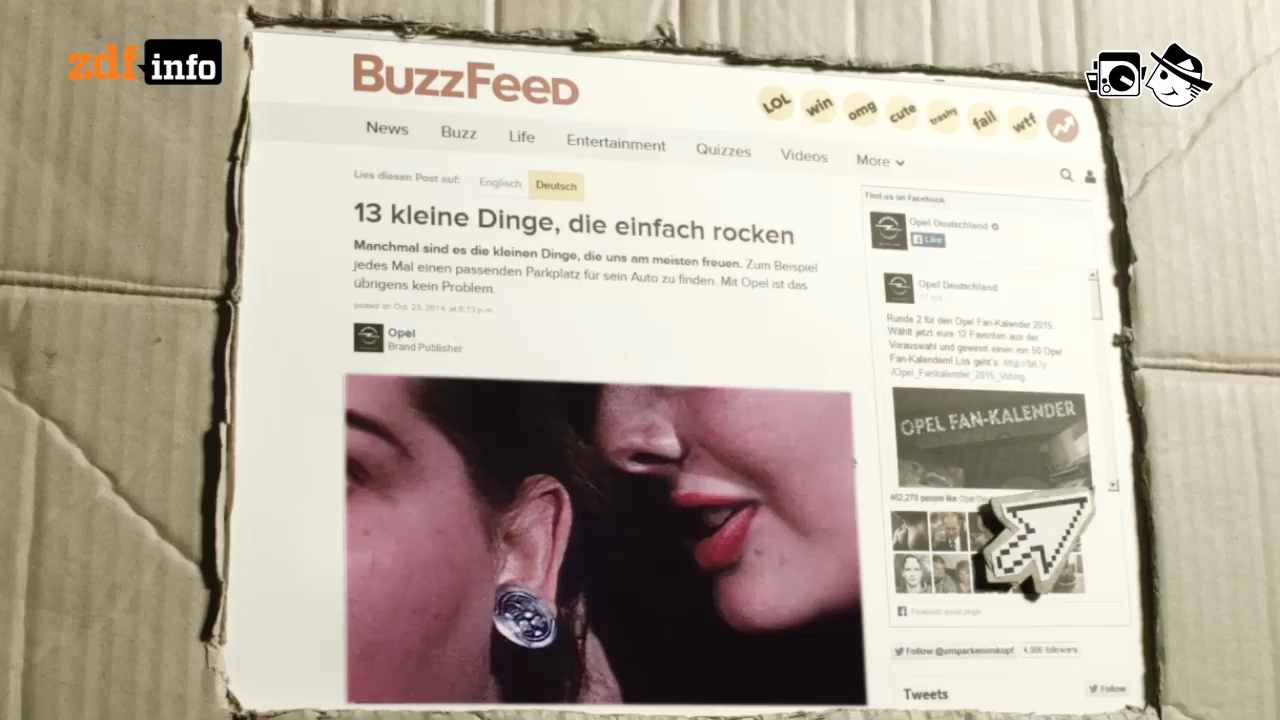 zdf info
BuzzFeed
LOL win omg cute trashy fail wtf
News Buzz Life Entertainment Quizzes Videos More
Lies diesen Post auf: Englisch Deutsch
13 kleine Dinge, die einfach rocken
Manchmal sind es die kleinen Dinge, die uns am meisten freuen. Zum Beispiel
jedes Mal einen passenden Parkplatz für sein Auto zu finden. Mit Opel ist das
übrigens kein Problem.
posted on Oct. 23, 2014, at 6:13 p.m.
Opel
Brand Publisher
Find us on Facebook
Opel Deutschland
Like
Opel Deutschland
Runde 2 für den Opel Fan-Kalender 2015.
Wählt jetzt eure 12 Favoriten aus der
Vorauswahl und gewinnt einen von 50 Opel
Fan-Kalendern! Los geht's: http://bit.ly
/Opel_Fankalender_2015_Voting
OPEL FAN-KALENDER
462,278 people like
Facebook social plugin
Follow @umparkenimkopf 4,986 followers
Tweets
Follow